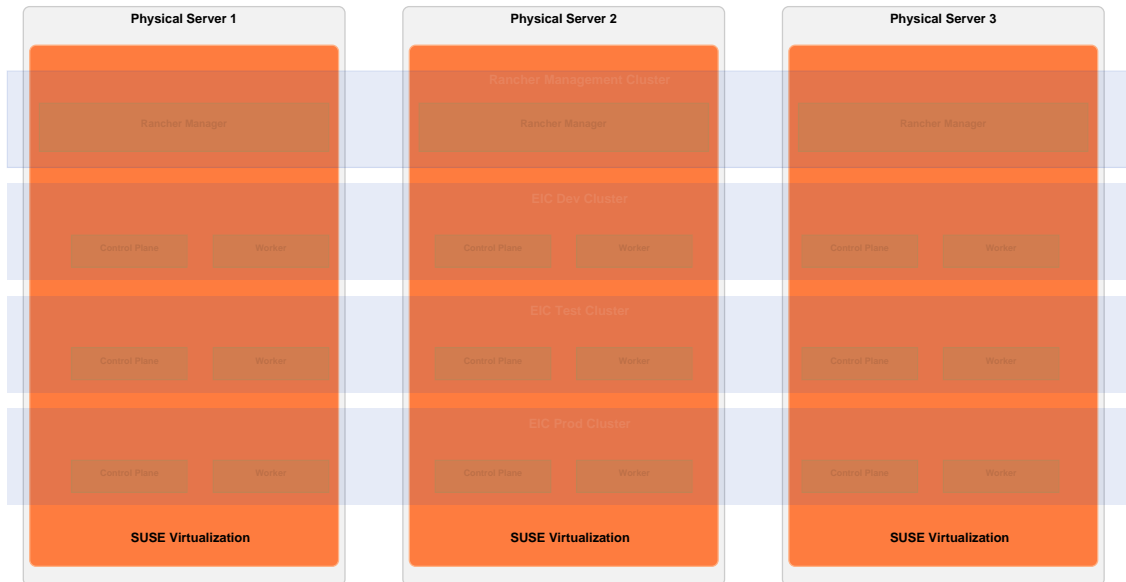 Physical Server 1
Physical Server 2
Physical Server 3
Rancher Management Cluster
Rancher Manager
Rancher Manager
Rancher Manager
EIC Dev Cluster
Control Plane
Worker
Control Plane
Worker
Control Plane
Worker
EIC Test Cluster
Control Plane
Worker
Control Plane
Worker
Control Plane
Worker
EIC Prod Cluster
Control Plane
Worker
Control Plane
Worker
Control Plane
Worker
SUSE Virtualization
SUSE Virtualization
SUSE Virtualization